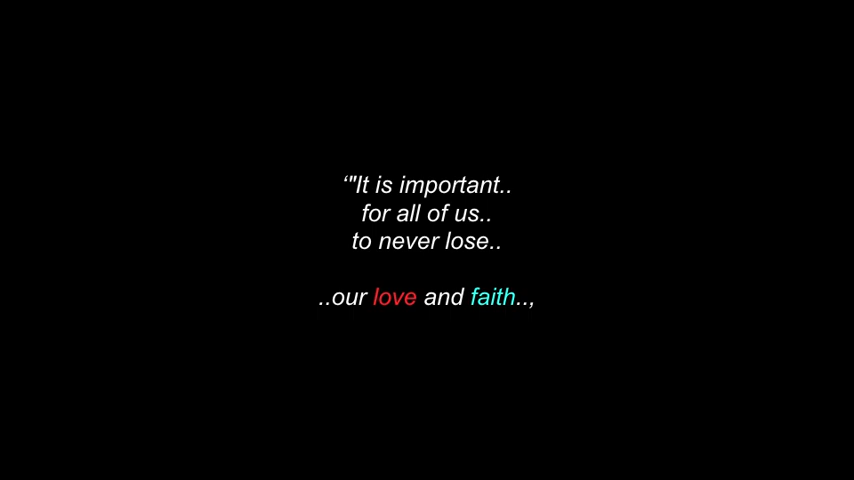 ‘"It is important..
for all of us..
to never lose..
..our love and faith..,